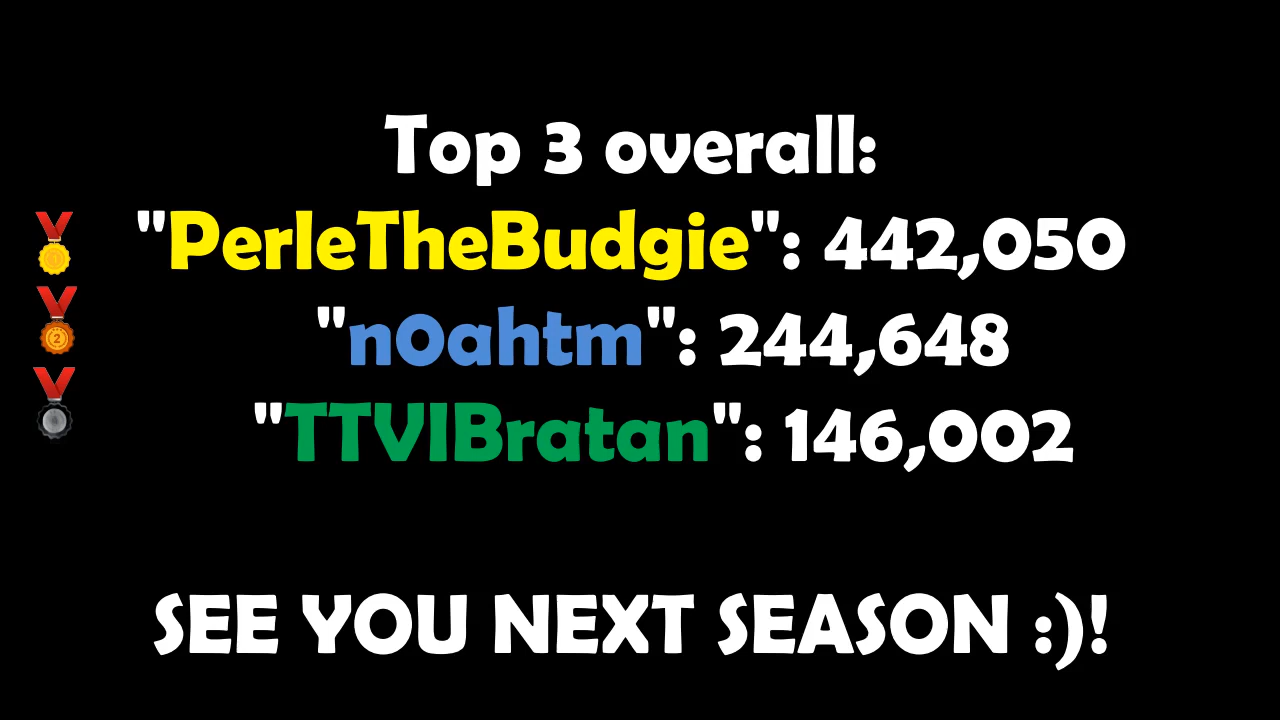 Top 3 overall:
"PerleTheBudgie": 442,050
"n0ahtm": 244,648
"TTVIBratan": 146,002
SEE YOU NEXT SEASON :)!